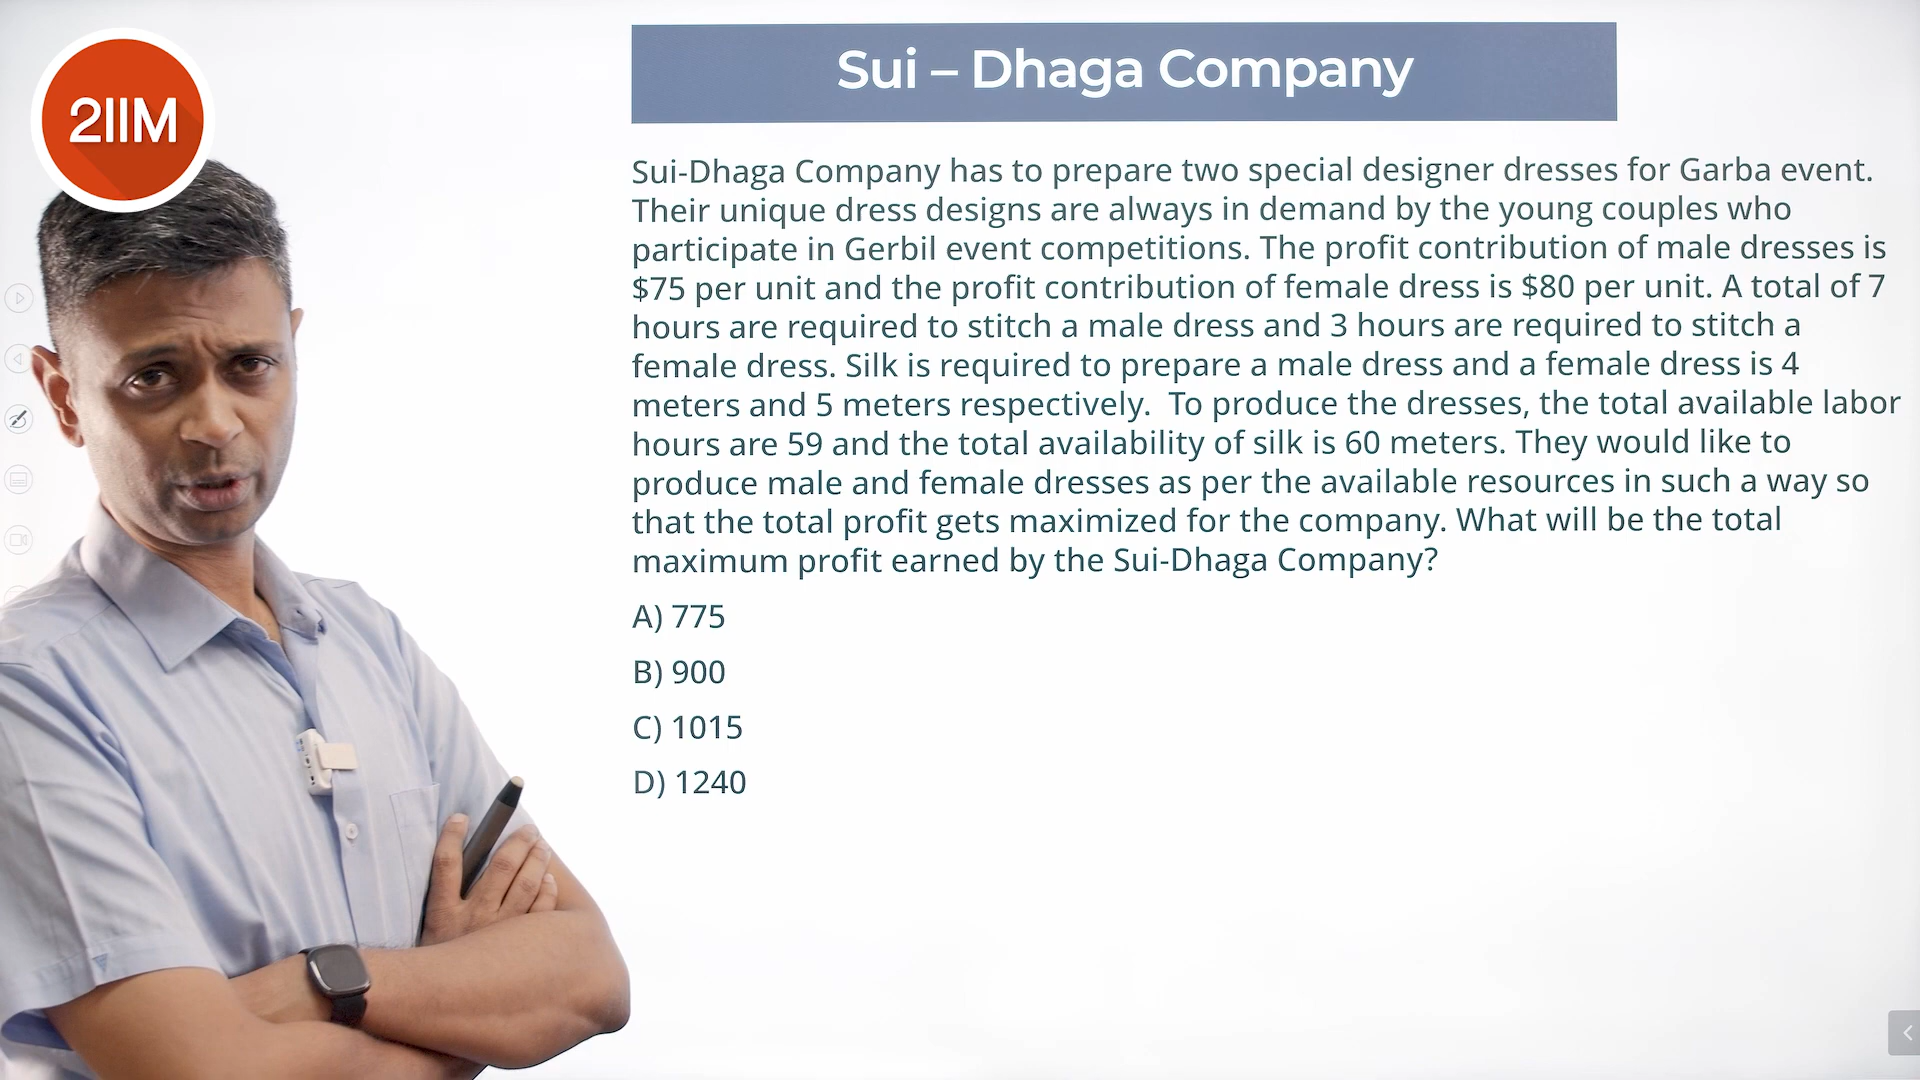 2IIM
Sui – Dhaga Company
Sui-Dhaga Company has to prepare two special designer dresses for Garba event.
Their unique dress designs are always in demand by the young couples who
participate in Gerbil event competitions. The profit contribution of male dresses is
$75 per unit and the profit contribution of female dress is $80 per unit. A total of 7
hours are required to stitch a male dress and 3 hours are required to stitch a
female dress. Silk is required to prepare a male dress and a female dress is 4
meters and 5 meters respectively.  To produce the dresses, the total available labor
hours are 59 and the total availability of silk is 60 meters. They would like to
produce male and female dresses as per the available resources in such a way so
that the total profit gets maximized for the company. What will be the total
maximum profit earned by the Sui-Dhaga Company?
A) 775
B) 900
C) 1015
D) 1240